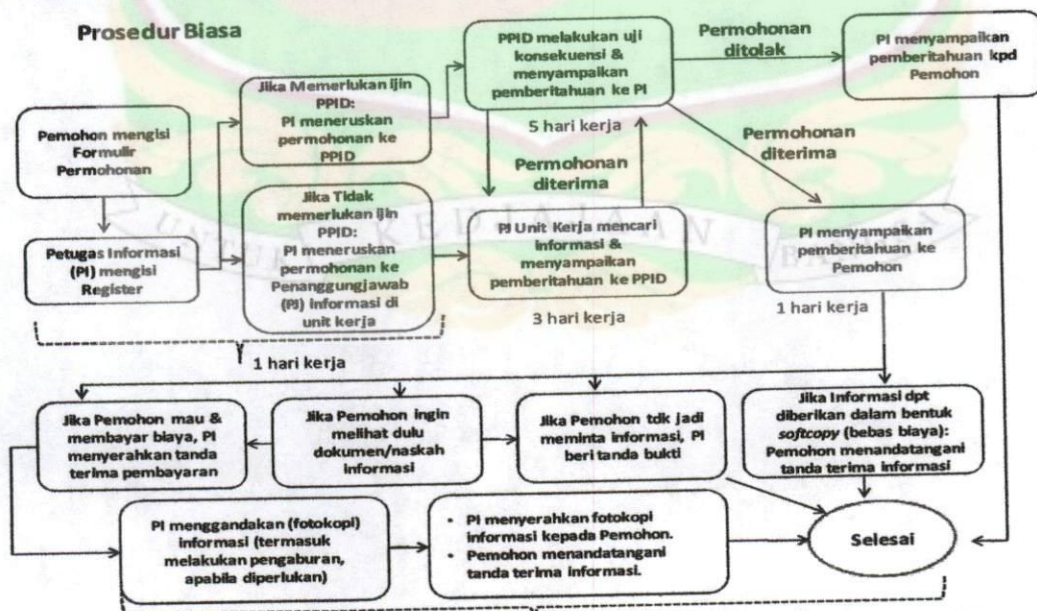 Prosedur Biasa
Pemohon mengisi
Formulir
Permohonan
Petugas Informasi
(PI) mengisi
Register
Jika Memerlukan ijin
PPID:
PI meneruskan
permohonan ke
PPID
Jika Tidak
memerlukan ijin
PPID:
PI meneruskan
permohonan ke
Penanggungjawab
(PJ) informasi di
unit kerja
1 hari kerja
PPID melakukan uji
konsekuensi &
menyampaikan
pemberitahuan ke PI
5 hari kerja
Permohonan
diterima
PJ Unit Kerja mencari
informasi &
menyampaikan
pemberitahuan ke PPID
3 hari kerja
Permohonan
ditolak
PI menyampaikan
pemberitahuan kpd
Pemohon
Permohonan
diterima
PI menyampaikan
pemberitahuan ke
Pemohon
1 hari kerja
UNTUK KEDJAJAAN BANGSA
Jika Pemohon mau &
membayar biaya, PI
menyerahkan tanda
terima pembayaran
Jika Pemohon ingin
melihat dulu
dokumen/naskah
informasi
Jika Pemohon tdk jadi
meminta informasi, PI
beri tanda bukti
Jika Informasi dpt
diberikan dalam bentuk
softcopy (bebas biaya):
Pemohon menandatangani
tanda terima informasi
PI menggandakan (fotokopi)
informasi (termasuk
melakukan pengaburan,
apabila diperlukan)
• PI menyerahkan fotokopi
informasi kepada Pemohon.
• Pemohon menandatangani
tanda terima informasi.
Selesai